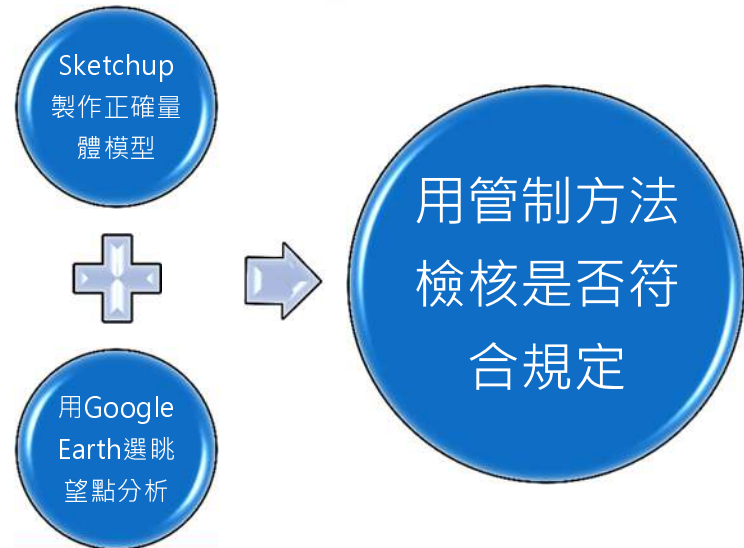 Sketchup
製作正確量
體模型
用Google
Earth選眺
望點分析
用管制方法
檢核是否符
合規定